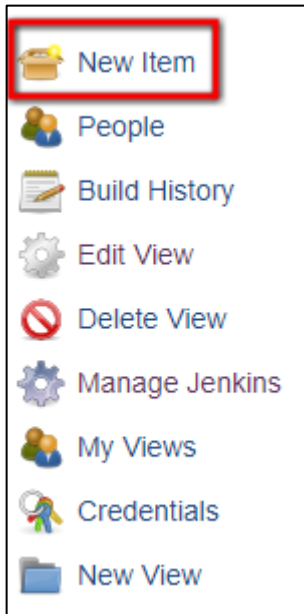 New Item
People
Build History
Edit View
Delete View
Manage Jenkins
My Views
Credentials
New View